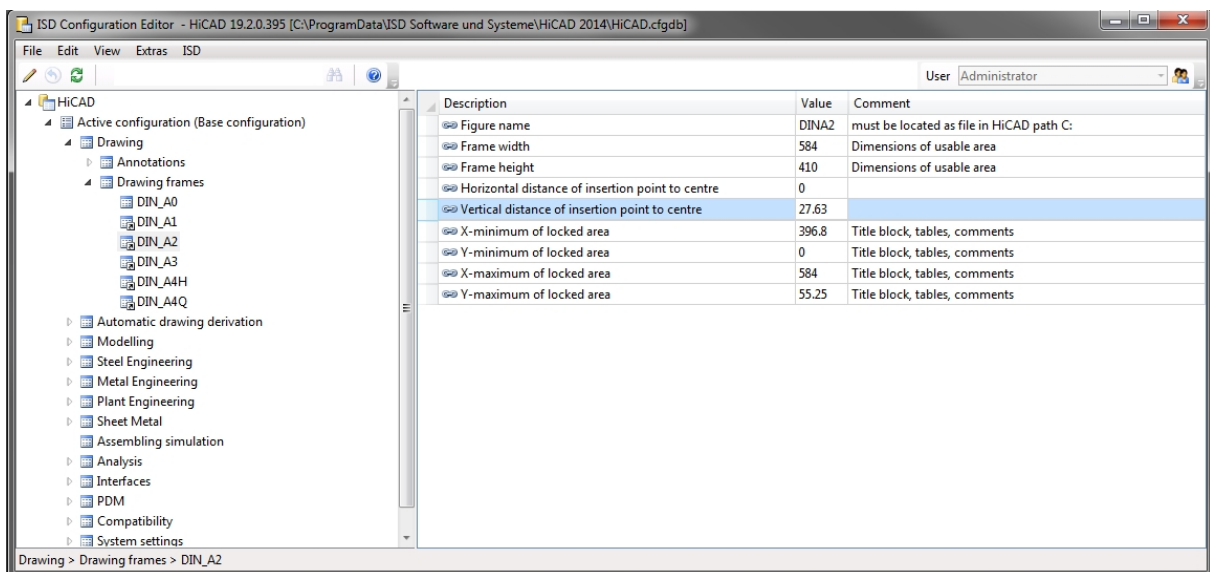 ISD Configuration Editor - HiCAD 19.2.0.395 [C:\ProgramData\ISD Software und Systeme\HiCAD 2014\HiCAD.cfgdb]
File Edit View Extras ISD
User Administrator
HiCAD
Active configuration (Base configuration)
Drawing
Annotations
Drawing frames
DIN_A0
DIN_A1
DIN_A2
DIN_A3
DIN_A4H
DIN_A4Q
Automatic drawing derivation
Modelling
Steel Engineering
Metal Engineering
Plant Engineering
Sheet Metal
Assembling simulation
Analysis
Interfaces
PDM
Compatibility
System settings
Description Value Comment
Figure name DINA2 must be located as file in HiCAD path C:
Frame width 584 Dimensions of usable area
Frame height 410 Dimensions of usable area
Horizontal distance of insertion point to centre 0
Vertical distance of insertion point to centre 27.63
X-minimum of locked area 396.8 Title block, tables, comments
Y-minimum of locked area 0 Title block, tables, comments
X-maximum of locked area 584 Title block, tables, comments
Y-maximum of locked area 55.25 Title block, tables, comments
Drawing > Drawing frames > DIN_A2